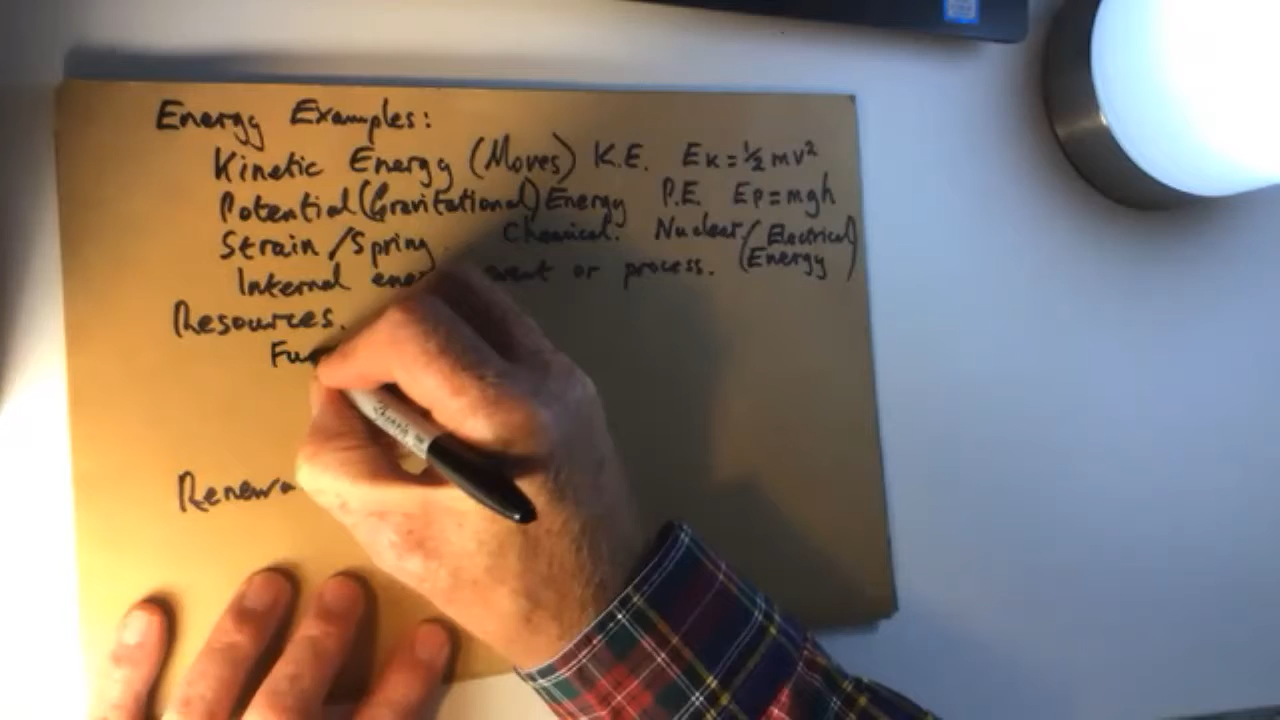 Energy Examples:
Kinetic Energy (Moves) K.E. Ek=½mv²
Potential (Gravitational) Energy P.E. Ep=mgh
Strain/Spring Chemical. Nuclear (Electrical Energy)
Internal or process.
Resources.